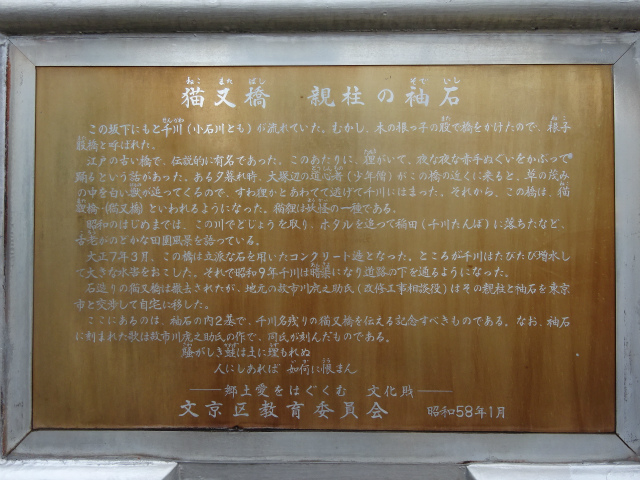 猫又橋 親柱の袖石
この坂下にもと千川(小石川とも)が流れていた。むかし、木の根っ子の股で橋をかけたので、根子
股橋と呼ばれた。
江戸の古い橋で、伝説的に有名であった。このあたりに、狸がいて、夜な夜な赤手ぬぐいをかぶって
踊るという話があった。ある夕暮れ時、大塚辺の道心者(少年僧)がこの橋の近くに来ると、草の茂み
の中を白い獣が追ってくるので、すわ狸かとあわてて逃げて千川にはまった。それから、この橋は、猫
股橋(猫又橋)といわれるようになった。猫狸は妖怪の一種である。
昭和のはじめまでは、この川でどじょうを取り、ホタルを追って稲田(千川たんぼ)に落ちたなど、
古老がのどかな田園風景を語っている。
大正7年3月、この橋は立派な石を用いたコンクリート造となった。ところが千川はたびたび増水し
て大きな水害をおこした。それで昭和9年千川は暗渠になり道路の下を通るようになった。
石造りの猫又橋は撤去されたが、地元の故市川虎之助氏(改修工事相談役)はその親柱と袖石を東京
市と交渉して自宅に移した。
ここにあるのは、袖石の内2基で、千川名残りの猫又橋を伝える記念すべきものである。なお、袖石
に刻まれた歌は故市川虎之助氏の作で、同氏が刻んだものである。
騒がしき蹟は土に埋もれぬ
人にしあれば 如何に恨まん
―郷土愛をはぐくむ 文化財―
文京区教育委員会 昭和58年1月